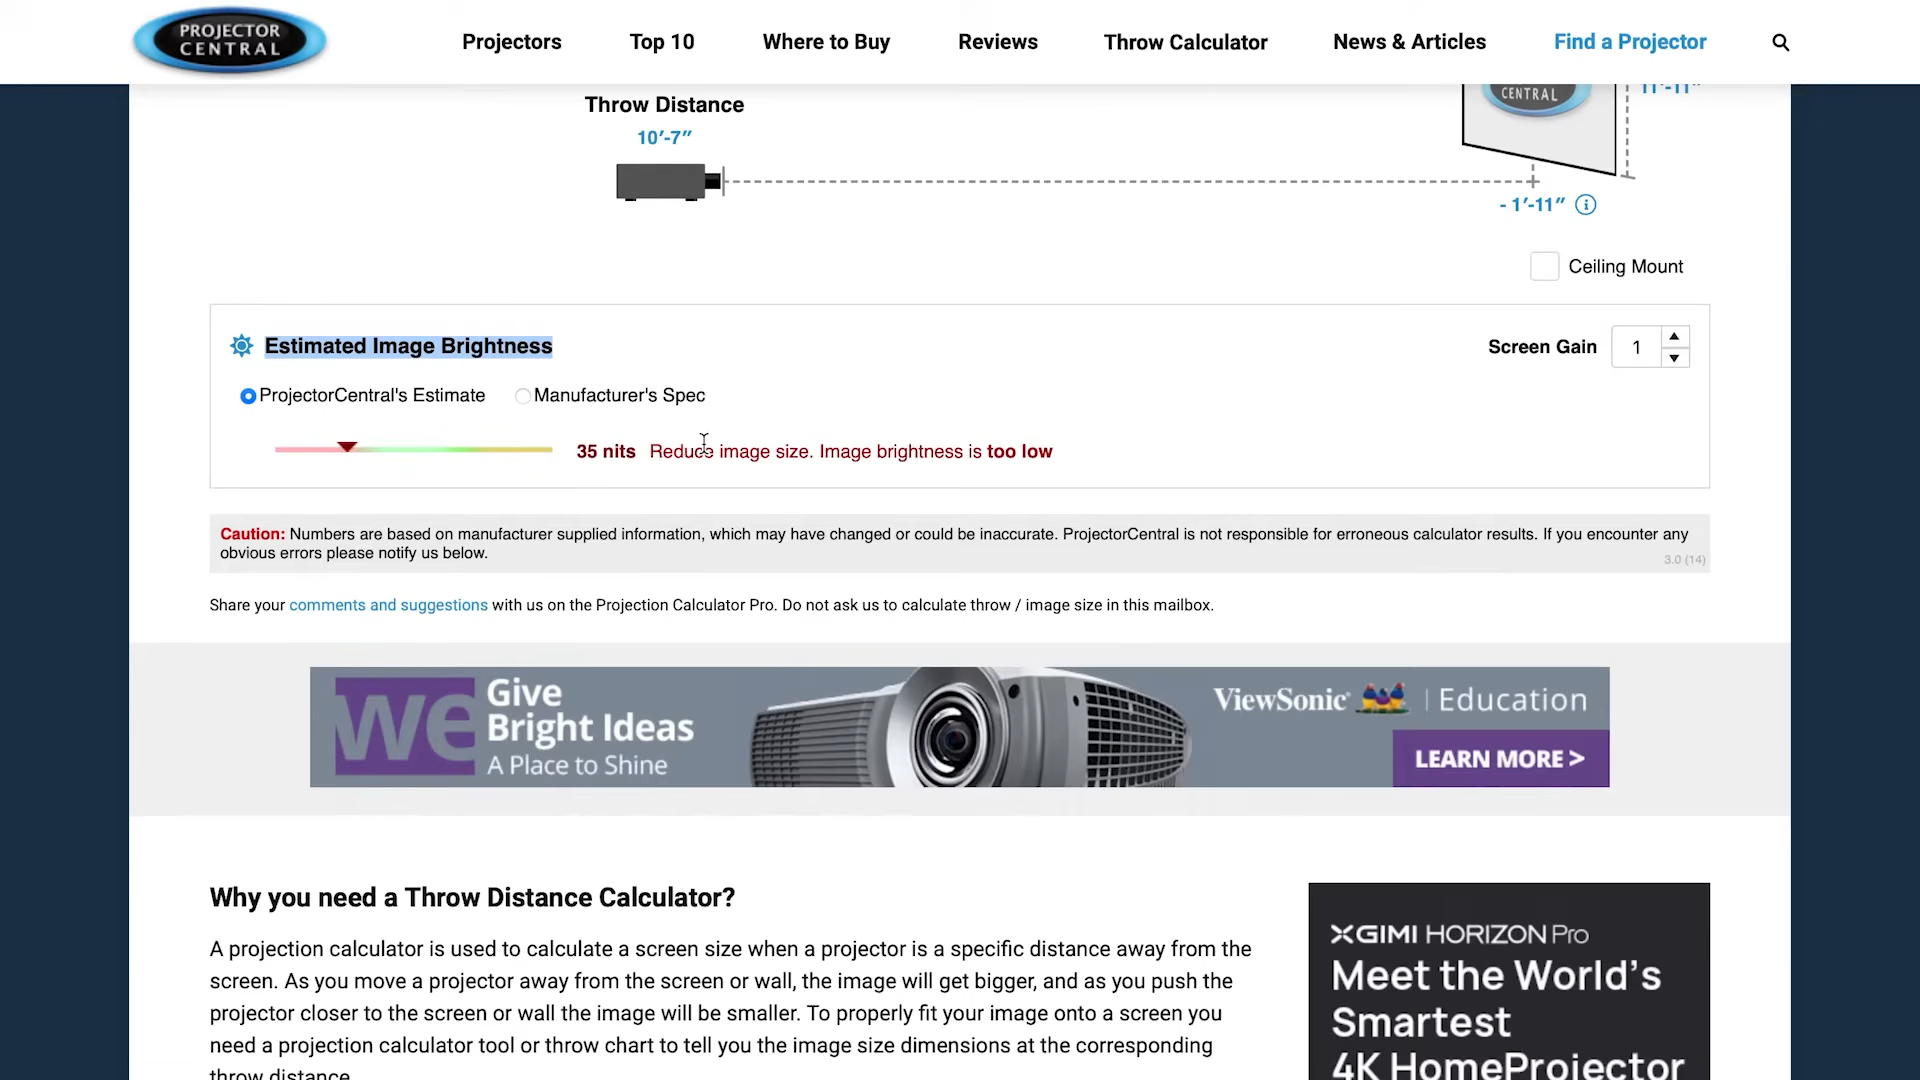 PROJECTOR
CENTRAL
Projectors
Top 10
Where to Buy
Reviews
Throw Calculator
News & Articles
Find a Projector
Throw Distance
10'-7"
CENTRAL
11'-11"
- 1'-11"
Ceiling Mount
Estimated Image Brightness
Screen Gain
1
ProjectorCentral's Estimate
Manufacturer's Spec
35 nits Reduce image size. Image brightness is too low
Caution: Numbers are based on manufacturer supplied information, which may have changed or could be inaccurate. ProjectorCentral is not responsible for erroneous calculator results. If you encounter any
obvious errors please notify us below.
3.0 (14)
Share your comments and suggestions with us on the Projection Calculator Pro. Do not ask us to calculate throw / image size in this mailbox.
we
Give
Bright Ideas
A Place to Shine
ViewSonic | Education
LEARN MORE >
Why you need a Throw Distance Calculator?
A projection calculator is used to calculate a screen size when a projector is a specific distance away from the
screen. As you move a projector away from the screen or wall, the image will get bigger, and as you push the
projector closer to the screen or wall the image will be smaller. To properly fit your image onto a screen you
need a projection calculator tool or throw chart to tell you the image size dimensions at the corresponding
throw distance.
XGIMI HORIZON Pro
Meet the World's
Smartest
4K HomeProjector